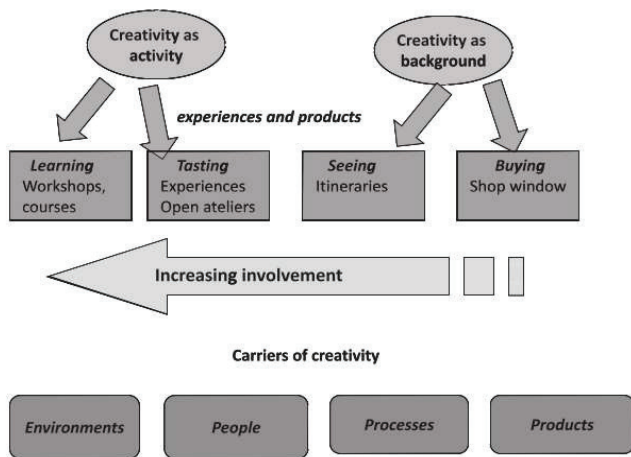 Creativity as
activity
Creativity as
background
experiences and products
Learning
Workshops,
courses
Tasting
Experiences
Open ateliers
Seeing
Itineraries
Buying
Shop window
Increasing involvement
Carriers of creativity
Environments
People
Processes
Products